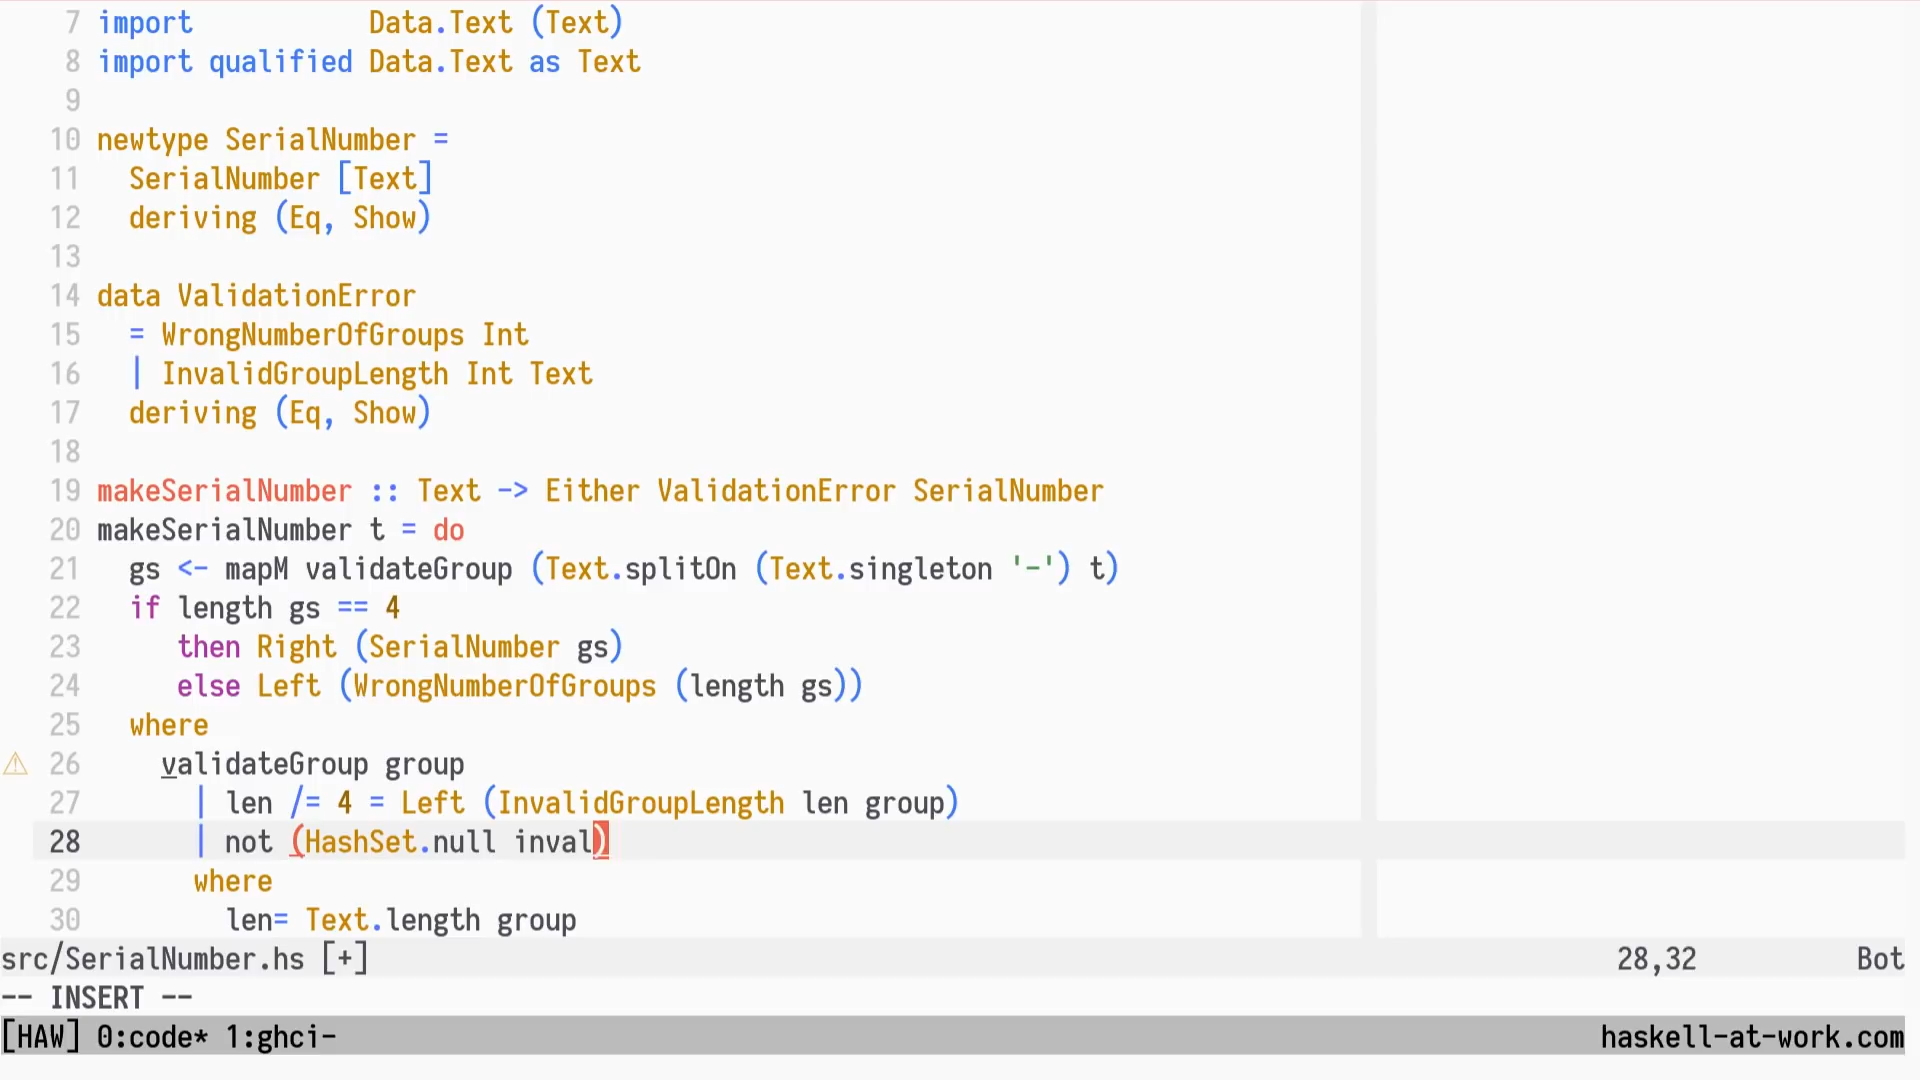 7 import           Data.Text (Text)
8 import qualified Data.Text as Text
9
10 newtype SerialNumber =
11   SerialNumber [Text]
12   deriving (Eq, Show)
13
14 data ValidationError
15   = WrongNumberOfGroups Int
16   | InvalidGroupLength Int Text
17   deriving (Eq, Show)
18
19 makeSerialNumber :: Text -> Either ValidationError SerialNumber
20 makeSerialNumber t = do
21   gs <- mapM validateGroup (Text.splitOn (Text.singleton '-') t)
22   if length gs == 4
23      then Right (SerialNumber gs)
24      else Left (WrongNumberOfGroups (length gs))
25   where
⚠ 26     validateGroup group
27       | len /= 4 = Left (InvalidGroupLength len group)
28       | not (HashSet.null inval)
29       where
30         len= Text.length group
src/SerialNumber.hs [+] 28,32 Bot
-- INSERT --
[HAW] 0:code* 1:ghci- haskell-at-work.com